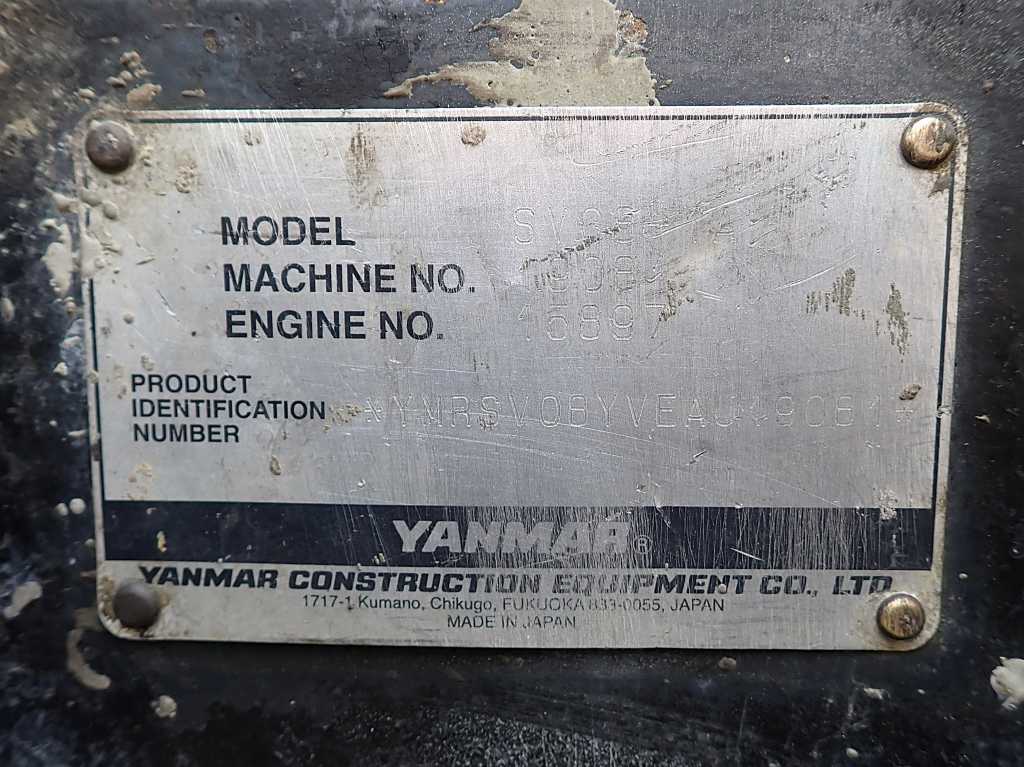 MODEL
MACHINE NO.
ENGINE NO. 15897
PRODUCT
IDENTIFICATION
NUMBER
YANMAR®
YANMAR CONSTRUCTION EQUIPMENT CO., LTD
1717-1 Kumano, Chikugo, FUKUOKA 833-0055, JAPAN
MADE IN JAPAN